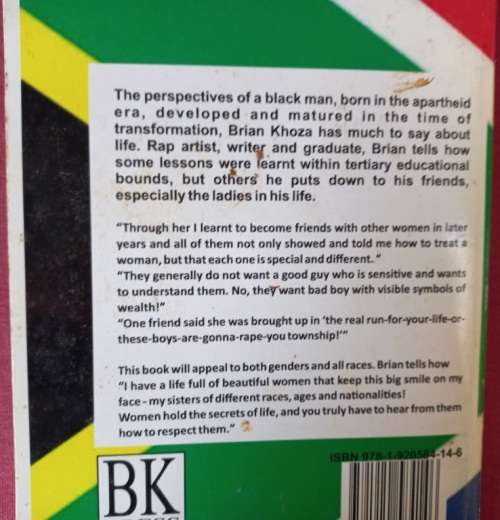 The perspectives of a black man, born in the apartheid
era, developed and matured in the time of
transformation, Brian Khoza has much to say about
life. Rap artist, writer and graduate, Brian tells how
some lessons were learnt within tertiary educational
bounds, but others he puts down to his friends,
especially the ladies in his life.
"Through her I learnt to become friends with other women in later
years and all of them not only showed and told me how to treat a
woman, but that each one is special and different."
"They generally do not want a good guy who is sensitive and wants
to understand them. No, they want bad boy with visible symbols of
wealth!"
"One friend said she was brought up in 'the real run-for-your-life-or-
these-boys-are-gonna-rape-you township!'"
This book will appeal to both genders and all races. Brian tells how
"I have a life full of beautiful women that keep this big smile on my
face - my sisters of different races, ages and nationalities!
Women hold the secrets of life, and you truly have to hear from them
how to respect them."
ISBN 978-1-920584-14-6
BK